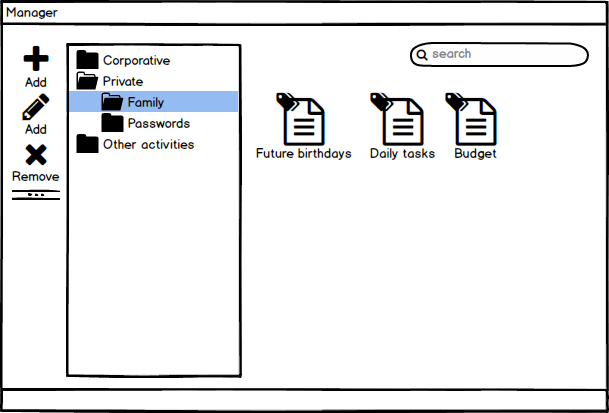 Manager
Add
Add
Remove
Corporative
Private
Family
Passwords
Other activities
search
Future birthdays
Daily tasks
Budget